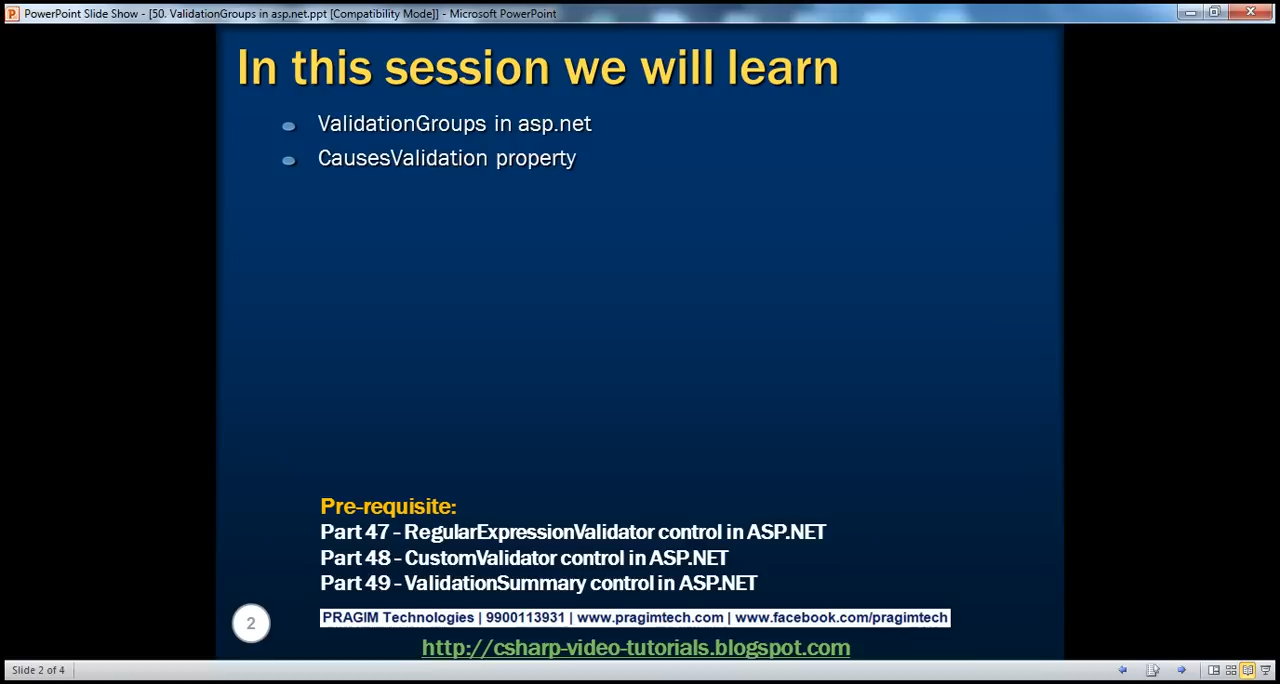 PowerPoint Slide Show - [50. ValidationGroups in asp.net.ppt [Compatibility Mode]] - Microsoft PowerPoint
In this session we will learn
ValidationGroups in asp.net
CausesValidation property
Pre-requisite:
Part 47 - RegularExpressionValidator control in ASP.NET
Part 48 - CustomValidator control in ASP.NET
Part 49 - ValidationSummary control in ASP.NET
PRAGIM Technologies | 9900113931 | www.pragimtech.com | www.facebook.com/pragimtech
2
http://csharp-video-tutorials.blogspot.com
Slide 2 of 4